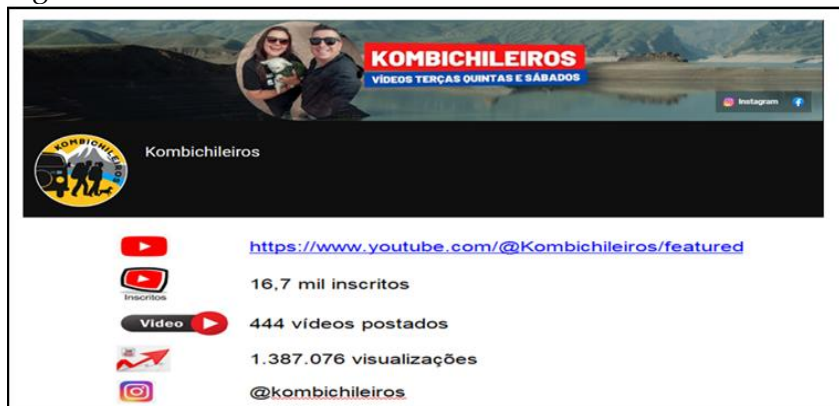 KOMBICHILEIROS
VÍDEOS TERÇAS QUINTAS E SÁBADOS
Instagram
KOMBICHILEIROS
Kombichileiros
https://www.youtube.com/@Kombichileiros/featured
Inscritos
16,7 mil inscritos
Video
444 vídeos postados
1.387.076 visualizações
@kombichileiros